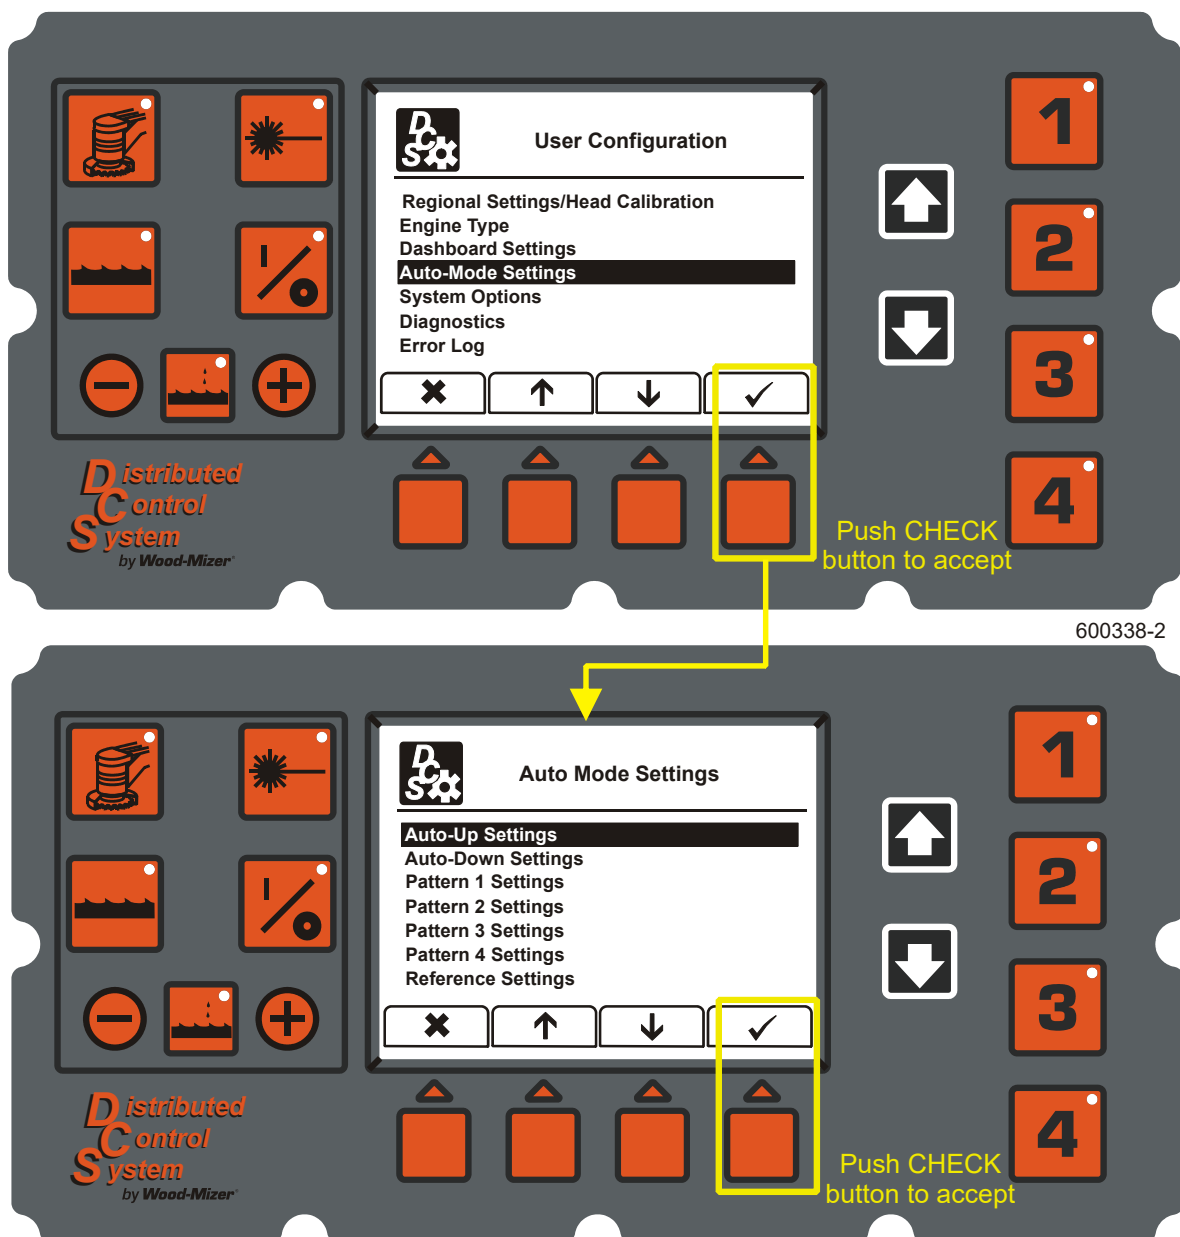 User Configuration
Regional Settings/Head Calibration
Engine Type
Dashboard Settings
Auto-Mode Settings
System Options
Diagnostics
Error Log
1
2
3
4
DCS
Distributed
Control
System
by Wood-Mizer
Push CHECK
button to accept
600338-2
DCS
Auto Mode Settings
Auto-Up Settings
Auto-Down Settings
Pattern 1 Settings
Pattern 2 Settings
Pattern 3 Settings
Pattern 4 Settings
Reference Settings
1
2
3
4
Distributed
Control
System
by Wood-Mizer
Push CHECK
button to accept